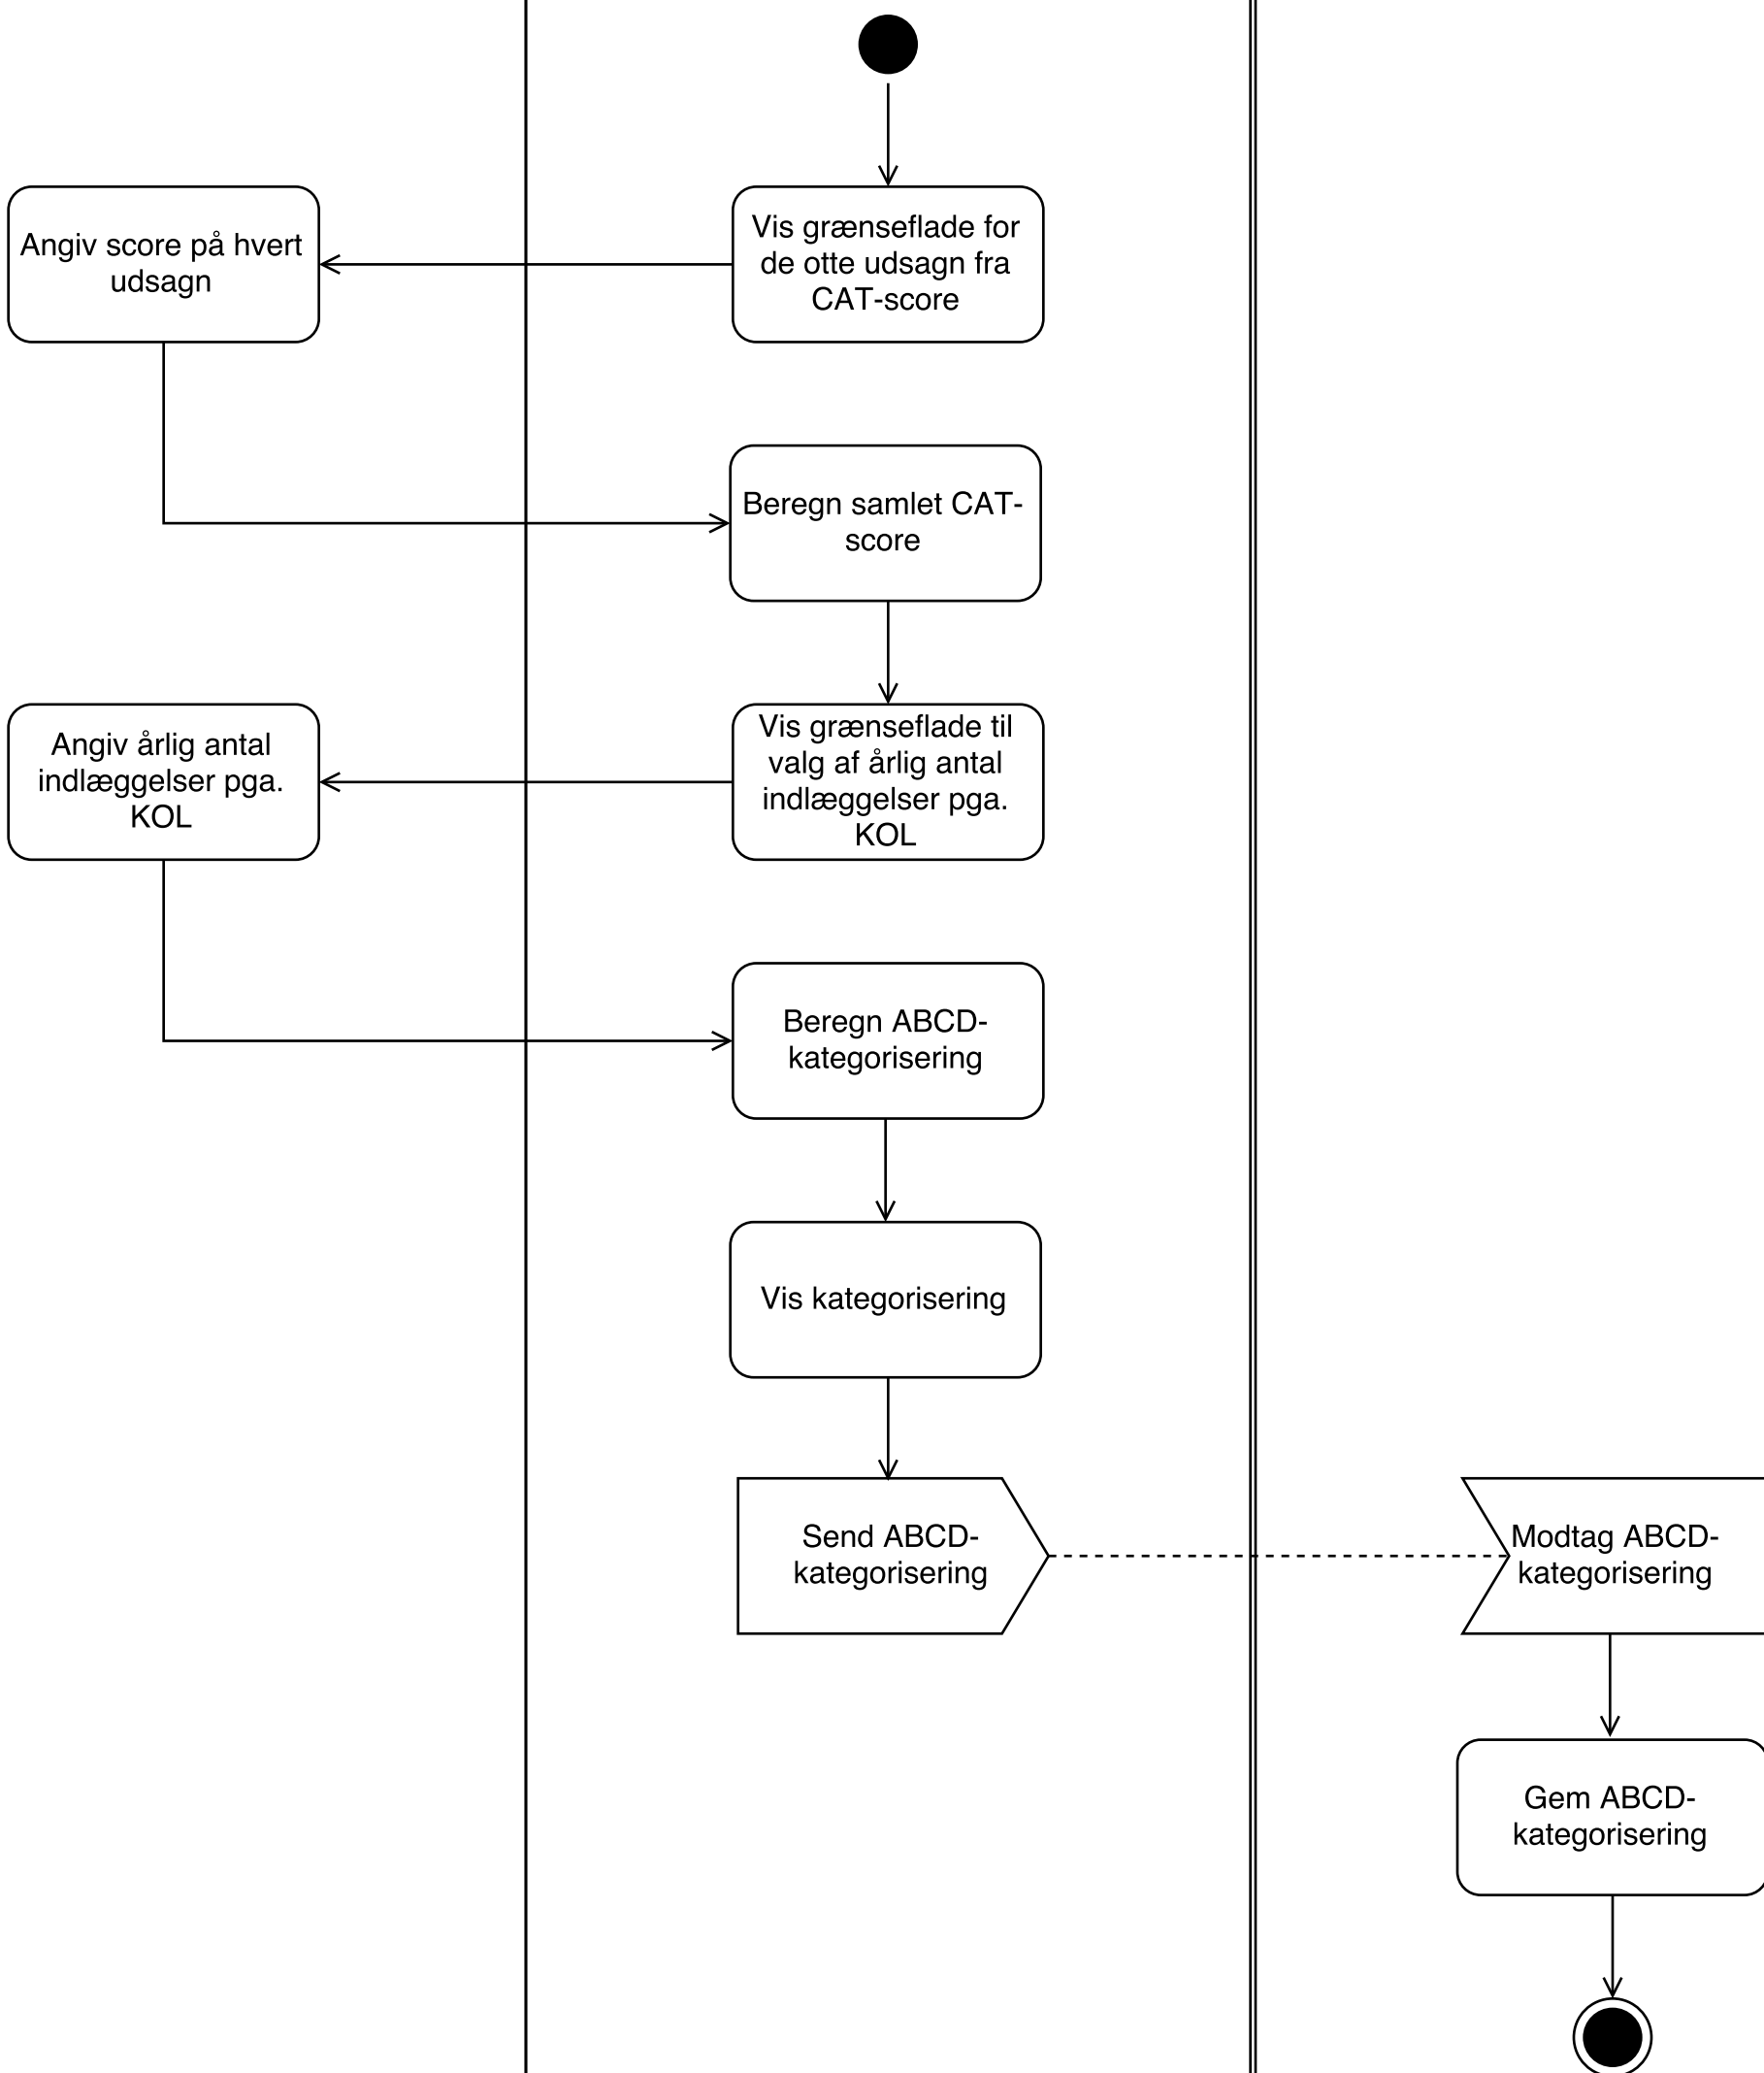 Angiv score på hvert
udsagn
Vis grænseflade for
de otte udsagn fra
CAT-score
Beregn samlet CAT-
score
Angiv årlig antal
indlæggelser pga.
KOL
Vis grænseflade til
valg af årlig antal
indlæggelser pga.
KOL
Beregn ABCD-
kategorisering
Vis kategorisering
Send ABCD-
kategorisering
Modtag ABCD-
kategorisering
Gem ABCD-
kategorisering